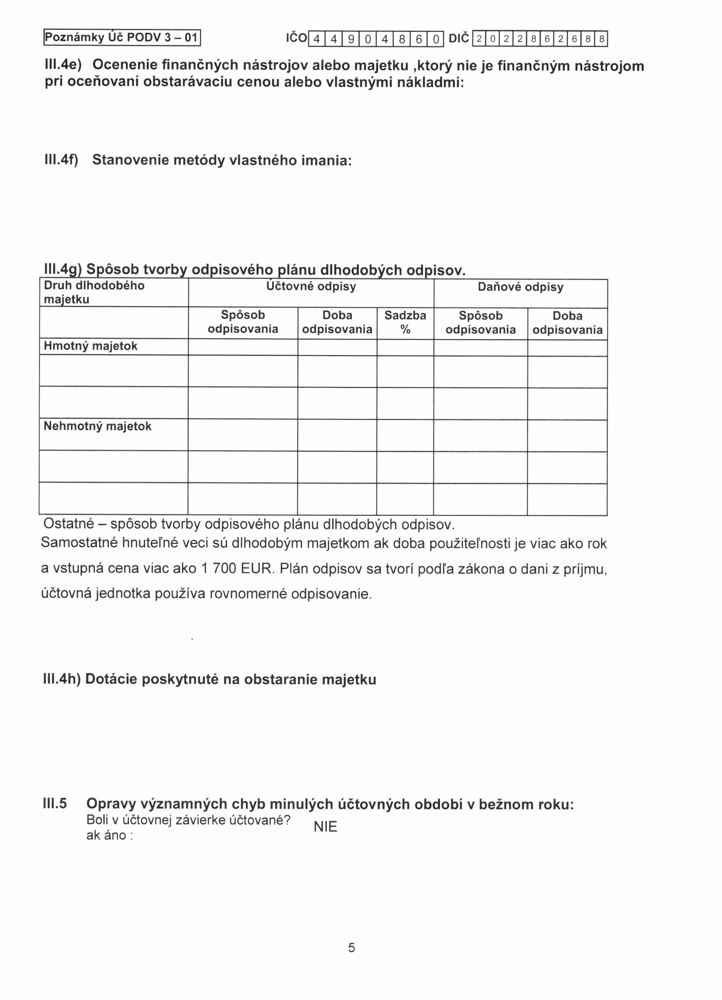 Poznámky Úč PODV 3 – 01 IČO 4 4 9 0 4 8 6 0 DIČ 2 0 2 2 8 6 2 6 8 8
III.4e) Ocenenie finančných nástrojov alebo majetku ,ktorý nie je finančným nástrojom
pri oceňovaní obstarávaciu cenou alebo vlastnými nákladmi:
III.4f) Stanovenie metódy vlastného imania:
III.4g) Spôsob tvorby odpisového plánu dlhodobých odpisov.
Druh dlhodobého Účtovné odpisy Daňové odpisy
majetku
Spôsob Doba Sadzba Spôsob Doba
odpisovania odpisovania % odpisovania odpisovania
Hmotný majetok
Nehmotný majetok
Ostatné – spôsob tvorby odpisového plánu dlhodobých odpisov.
Samostatné hnuteľné veci sú dlhodobým majetkom ak doba použiteľnosti je viac ako rok
a vstupná cena viac ako 1 700 EUR. Plán odpisov sa tvorí podľa zákona o dani z príjmu,
účtovná jednotka používa rovnomerné odpisovanie.
III.4h) Dotácie poskytnuté na obstaranie majetku
III.5 Opravy významných chyb minulých účtovných období v bežnom roku:
Boli v účtovnej závierke účtované? NIE
ak áno :
5